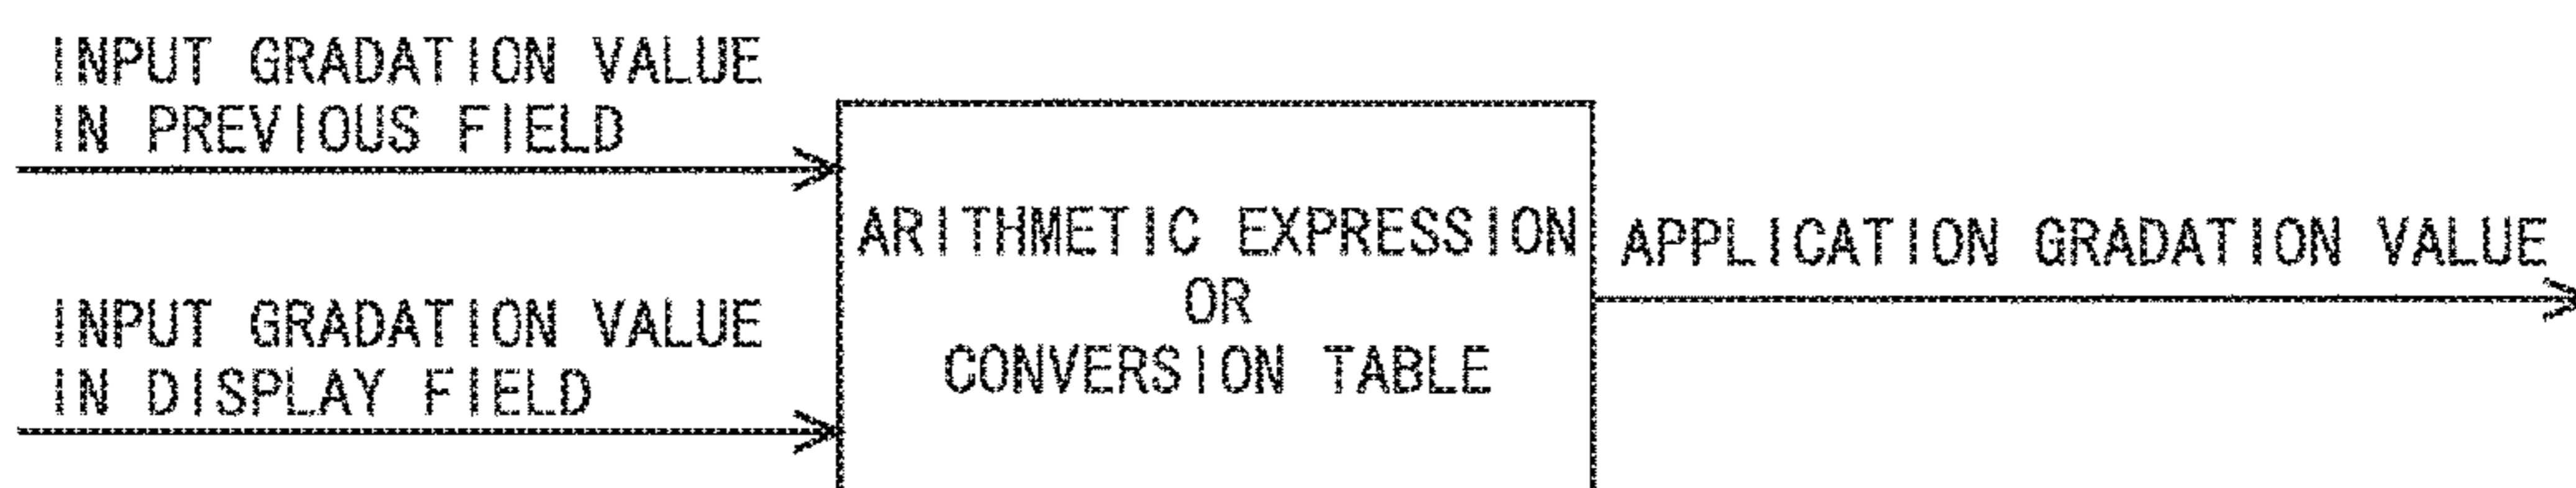 INPUT GRADATION VALUE
IN PREVIOUS FIELD
INPUT GRADATION VALUE
IN DISPLAY FIELD
ARITHMETIC EXPRESSION
OR
CONVERSION TABLE
APPLICATION GRADATION VALUE